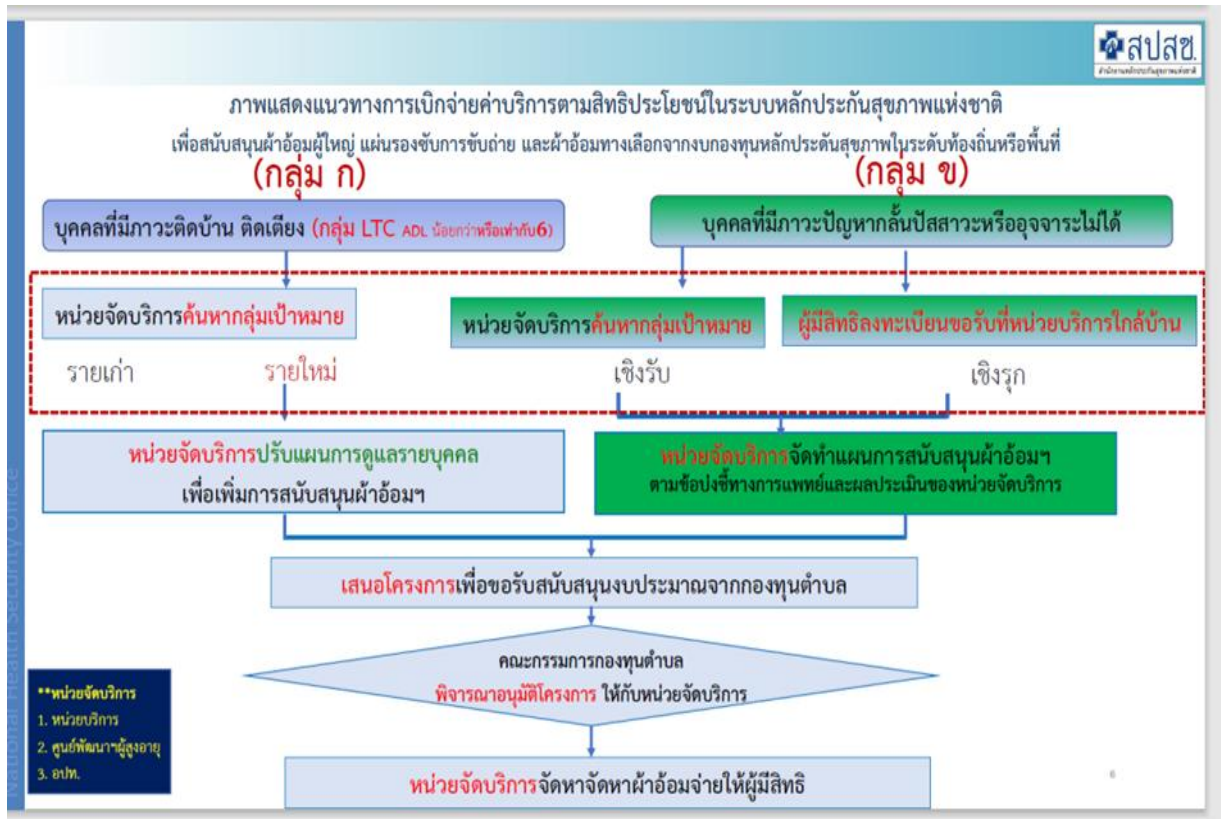 สปสช.
สำนักงานหลักประกันสุขภาพแห่งชาติ
ภาพแสดงแนวทางการเบิกจ่ายค่าบริการตามสิทธิประโยชน์ในระบบหลักประกันสุขภาพแห่งชาติ
เพื่อสนับสนุนผ้าอ้อมผู้ใหญ่ แผ่นรองซับการขับถ่าย และผ้าอ้อมทางเลือกจากงบกองทุนหลักประดันสุขภาพในระดับท้องถิ่นหรือพื้นที่
(กลุ่ม ก)
(กลุ่ม ข)
บุคคลที่มีภาวะติดบ้าน ติดเตียง (กลุ่ม LTC ADL น้อยกว่าหรือเท่ากับ6)
บุคคลที่มีภาวะปัญหากลั้นปัสสาวะหรืออุจจาระไม่ได้
หน่วยจัดบริการค้นหากลุ่มเป้าหมาย
หน่วยจัดบริการค้นหากลุ่มเป้าหมาย
ผู้มีสิทธิลงทะเบียนขอรับที่หน่วยบริการใกล้บ้าน
รายเก่า
รายใหม่
เชิงรับ
เชิงรุก
หน่วยจัดบริการปรับแผนการดูแลรายบุคคล
เพื่อเพิ่มการสนับสนุนผ้าอ้อมฯ
หน่วยจัดบริการจัดทำแผนการสนับสนุนผ้าอ้อมฯ
ตามข้อบ่งชี้ทางการแพทย์และผลประเมินของหน่วยจัดบริการ
เสนอโครงการเพื่อขอรับสนับสนุนงบประมาณจากกองทุนตำบล
คณะกรรมการกองทุนตำบล
พิจารณาอนุมัติโครงการ ให้กับหน่วยจัดบริการ
**หน่วยจัดบริการ
1. หน่วยบริการ
2. ศูนย์พัฒนาฯผู้สูงอายุ
3. อปท.
หน่วยจัดบริการจัดหาจัดหาผ้าอ้อมจ่ายให้ผู้มีสิทธิ
6
National Health Security Office